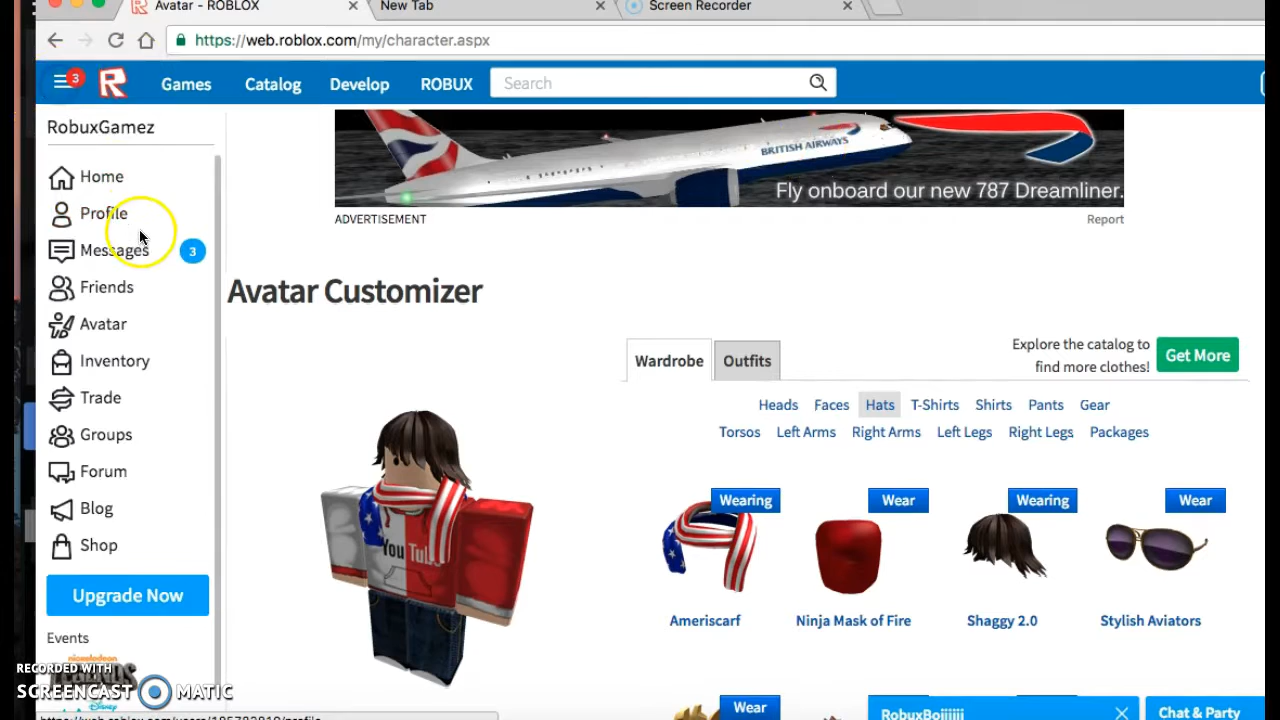 Avatar - ROBLOX
New Tab
Screen Recorder
https://web.roblox.com/my/character.aspx
3
Games
Catalog
Develop
ROBUX
Search
RobuxGamez
Home
Profile
Messages
3
Friends
Avatar
Inventory
Trade
Groups
Forum
Blog
Shop
Upgrade Now
Events
nickelodeon
Disney
BRITISH AIRWAYS
Fly onboard our new 787 Dreamliner.
ADVERTISEMENT
Report
Avatar Customizer
Wardrobe
Outfits
Explore the catalog to
find more clothes!
Get More
Heads Faces Hats T-Shirts Shirts Pants Gear
Torsos Left Arms Right Arms Left Legs Right Legs Packages
You Tube
Wearing
Wear
Wearing
Wear
Ameriscarf
Ninja Mask of Fire
Shaggy 2.0
Stylish Aviators
Wear
RobuxBoiiiiii
Chat & Party
RECORDED WITH
SCREENCAST MATIC